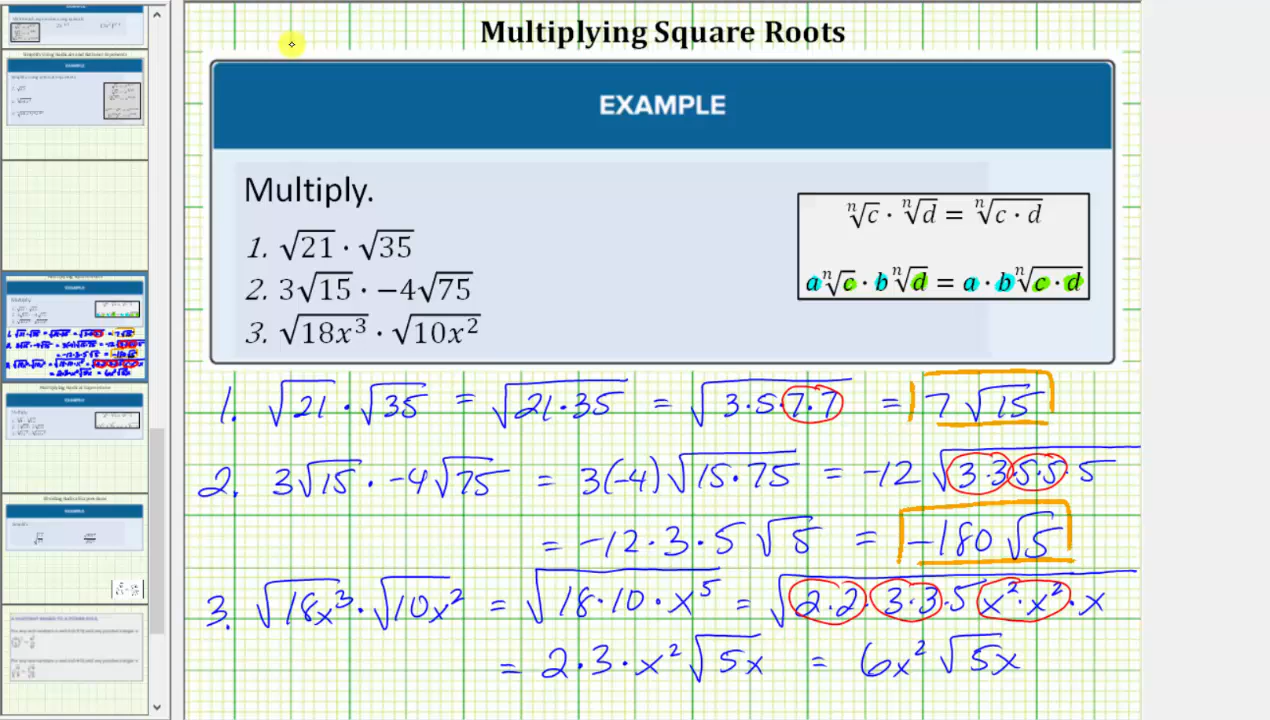 Multiplying Square Roots
EXAMPLE
Multiply.
1. √21 · √35
2. 3√15 · −4√75
3. √18x³ · √10x²
ⁿ√c · ⁿ√d = ⁿ√c · d
aⁿ√c · bⁿ√d = a · bⁿ√c · d
1. √21 · √35 = √21·35 = √3·5·7·7 = 7√15
2. 3√15 · -4√75 = 3(-4)√15·75 = -12√3·3·5·5·5
= -12·3·5√5 = -180√5
3. √18x³ · √10x² = √18·10·x⁵ = √2·2·3·3·5x²·x²·x
= 2·3·x²√5x = 6x²√5x